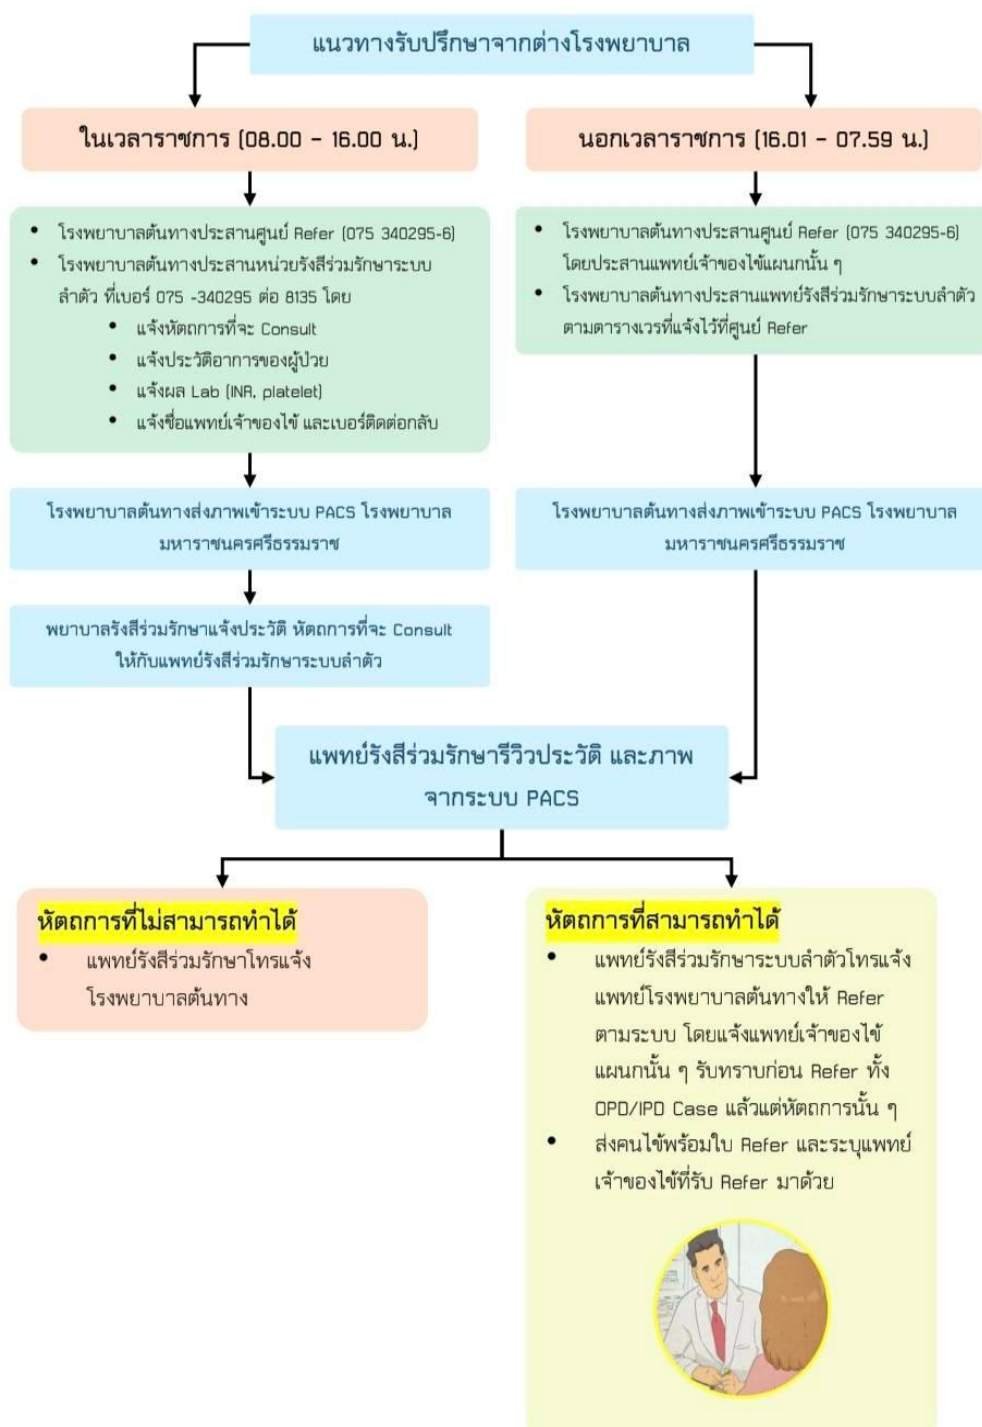 แนวทางรับปรึกษาจากต่างโรงพยาบาล
ในเวลาราชการ (08.00 - 16.00 น.)
• โรงพยาบาลต้นทางประสานศูนย์ Refer (075 340295-6)
• โรงพยาบาลต้นทางประสานหน่วยรังสีร่วมรักษาระบบ
ลำตัว ที่เบอร์ 075 -340295 ต่อ 8135 โดย
• แจ้งหัตถการที่จะ Consult
• แจ้งประวัติอาการของผู้ป่วย
• แจ้งผล Lab (INR, platelet)
• แจ้งชื่อแพทย์เจ้าของไข้ และเบอร์ติดต่อกลับ
โรงพยาบาลต้นทางส่งภาพเข้าระบบ PACS โรงพยาบาล
มหาราชนครศรีธรรมราช
พยาบาลรังสีร่วมรักษาแจ้งประวัติ หัตถการที่จะ Consult
ให้กับแพทย์รังสีร่วมรักษาระบบลำตัว
นอกเวลาราชการ (16.01 - 07.59 น.)
• โรงพยาบาลต้นทางประสานศูนย์ Refer (075 340295-6)
โดยประสานแพทย์เจ้าของไข้แผนกนั้น ๆ
• โรงพยาบาลต้นทางประสานแพทย์รังสีร่วมรักษาระบบลำตัว
ตามตารางเวรที่แจ้งไว้ที่ศูนย์ Refer
โรงพยาบาลต้นทางส่งภาพเข้าระบบ PACS โรงพยาบาล
มหาราชนครศรีธรรมราช
แพทย์รังสีร่วมรักษารีวิวประวัติ และภาพ
จากระบบ PACS
หัตถการที่ไม่สามารถทำได้
• แพทย์รังสีร่วมรักษาโทรแจ้ง
โรงพยาบาลต้นทาง
หัตถการที่สามารถทำได้
• แพทย์รังสีร่วมรักษาระบบลำตัวโทรแจ้ง
แพทย์โรงพยาบาลต้นทางให้ Refer
ตามระบบ โดยแจ้งแพทย์เจ้าของไข้
แผนกนั้น ๆ รับทราบก่อน Refer ทั้ง
OPD/IPD Case แล้วแต่หัตถการนั้น ๆ
• ส่งคนไข้พร้อมใบ Refer และระบุแพทย์
เจ้าของไข้ที่รับ Refer มาด้วย